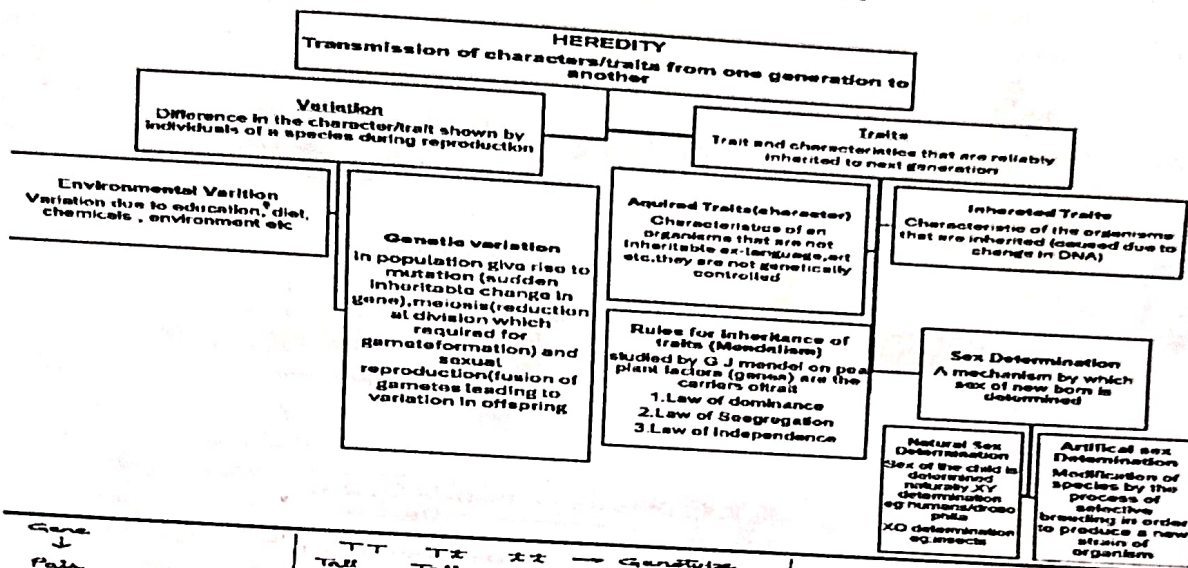 HEREDITY
Transmission of characters/traits from one generation to
another
Variation
Difference in the character/trait shown by
individuals of a species during reproduction
Traits
Trait and characteristics that are reliably
inherited to next generation
Environmental Varition
Variation due to education, diet,
chemicals , environment etc
Genetic variation
in population give rise to
mutation (sudden
inheritable change in
gene),meiosis(reduction
al division which
required for
gameteformation) and
sexual
reproduction(fusion of
gametes leading to
variation in offspring
Aquired Traits(character)
Characteristics of an
organisms that are not
inheritable ex-language,art
etc.they are not genetically
controlled
Inhereted Traits
Characteristic of the organisms
that are inherited (caused due to
change in DNA)
Rules for inheritance of
traits (Mendalism)
studied by G J mendel on pea
plant factors (genes) are the
carriers oftrait
1.Law of dominance
2.Law of Seegrugation
3.Law of Independence
Sex Determination
A mechanism by which
sex of new born is
determined
Natural Sex
Determination
Sex of the child is
determined
naturally.XY
determination
eg:humans/droso
phila
XO determination
eg:insects
Artifical sex
Determination
Modification of
species by the
process of
selective
breeding in order
to produce a new
strain of
organism
Gene
↓
TT Tt tt → Genotype
Tall